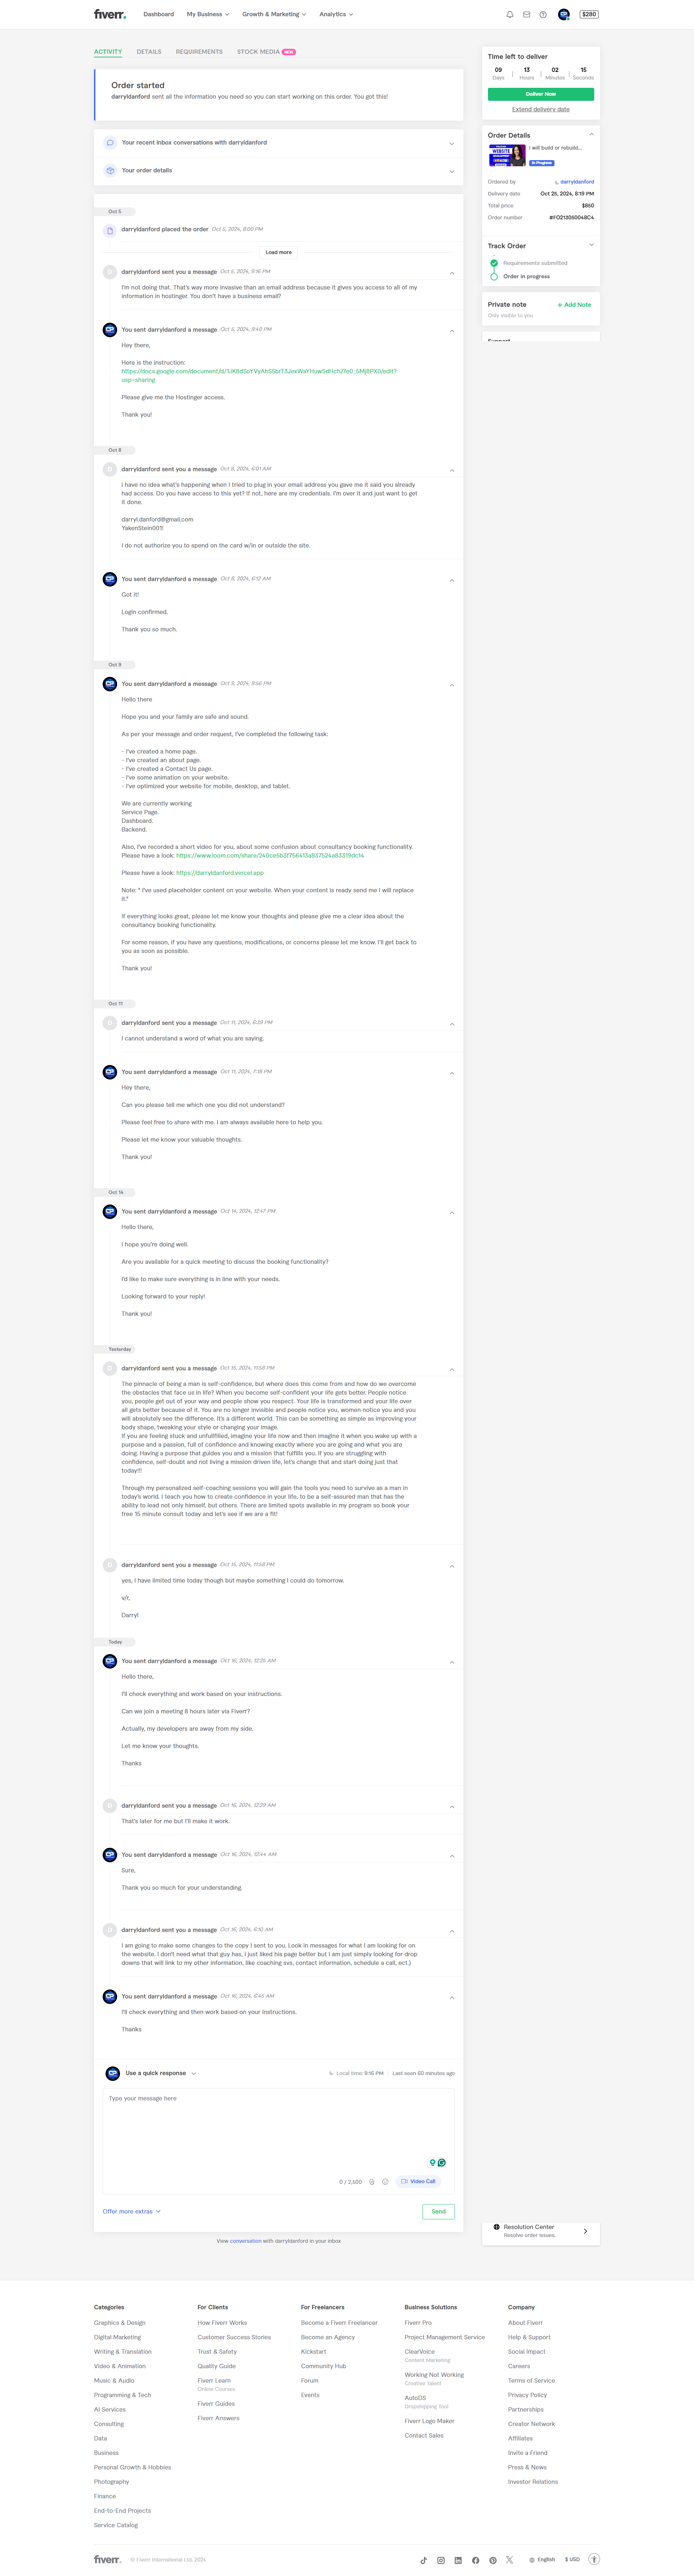 fiverr.
Dashboard
My Business
Growth & Marketing
Analytics
$280
ACTIVITY
DETAILS
REQUIREMENTS
STOCK MEDIA NEW
Order started
darryldanford sent all the information you need so you can start working on this order. You got this!
Your recent inbox conversations with darryldanford
Your order details
Oct 5
darryldanford placed the order Oct 5, 2024, 8:00 PM
Load more
darryldanford sent you a message Oct 5, 2024, 9:16 PM
I'm not doing that. That's way more invasive than an email address because it gives you access to all of my
information in hostinger. You don't have a business email?
You sent darryldanford a message Oct 5, 2024, 9:40 PM
Hey there,
Here is the instruction:
Please give me the Hostinger access.
Thank you!
Oct 8
darryldanford sent you a message Oct 8, 2024, 6:01 AM
i have no idea what's happening when I tried to plug in your email address you gave me it said you already
had access. Do you have access to this yet? If not, here are my credentials. I'm over it and just want to get
it done.
darryl.danford@gmail.com
I do not authorize you to spend on the card w/in or outside the site.
You sent darryldanford a message Oct 8, 2024, 6:12 AM
Got it!
Login confirmed.
Thank you so much.
Oct 9
You sent darryldanford a message Oct 9, 2024, 9:56 PM
Hello there
Hope you and your family are safe and sound.
As per your message and order request, I've completed the following task:
- I've created a home page.
- I've created an about page.
- I've created a Contact Us page.
- I've some animation on your website.
- I've optimized your website for mobile, desktop, and tablet.
We are currently working
Service Page.
Dashboard.
Backend.
Also, I've recorded a short video for you, about some confusion about consultancy booking functionality.
Please have a look: https://www.loom.com/share/240ce5b3f756413a837524a63319dc14
Please have a look: https://darryldanford.vercel.app
Note: " I've used placeholder content on your website. When your content is ready send me I will replace
it."
If everything looks great, please let me know your thoughts and please give me a clear idea about the
consultancy booking functionality.
For some reason, if you have any questions, modifications, or concerns please let me know. I'll get back to
you as soon as possible.
Thank you!
Oct 11
darryldanford sent you a message Oct 11, 2024, 6:39 PM
I cannot understand a word of what you are saying.
You sent darryldanford a message Oct 11, 2024, 7:18 PM
Hey there,
Can you please tell me which one you did not understand?
Please feel free to share with me. I am always available here to help you.
Please let me know your valuable thoughts.
Thank you!
Oct 14
You sent darryldanford a message Oct 14, 2024, 12:47 PM
Hello there,
I hope you're doing well.
Are you available for a quick meeting to discuss the booking functionality?
I'd like to make sure everything is in line with your needs.
Looking forward to your reply!
Thank you!
Yesterday
darryldanford sent you a message Oct 15, 2024, 11:58 PM
The pinnacle of being a man is self-confidence, but where does this come from and how do we overcome
the obstacles that face us in life? When you become self-confident your life gets better. People notice
you, people get out of your way and people show you respect. Your life is transformed and your life over
all gets better because of it. You are no longer invisible and people notice you, women notice you and you
will absolutely see the difference. It's a different world. This can be something as simple as improving your
body shape, tweaking your style or changing your image.
If you are feeling stuck and unfulfilled, imagine your life now and then imagine it when you wake up with a
purpose and a passion, full of confidence and knowing exactly where you are going and what you are
doing. Having a purpose that guides you and a mission that fulfills you. If you are struggling with
confidence, self-doubt and not living a mission driven life, let's change that and start doing just that
today!!!
Through my personalized self-coaching sessions you will gain the tools you need to survive as a man in
today's world. I teach you how to create confidence in your life, to be a self-assured man that has the
ability to lead not only himself, but others. There are limited spots available in my program so book your
free 15 minute consult today and let's see if we are a fit!
darryldanford sent you a message Oct 15, 2024, 11:58 PM
yes, I have limited time today though but maybe something I could do tomorrow.
v/r,
Darryl
Today
You sent darryldanford a message Oct 16, 2024, 12:25 AM
Hello there,
I'll check everything and work based on your instructions.
Can we join a meeting 8 hours later via Fiverr?
Actually, my developers are away from my side.
Let me know your thoughts.
Thanks
darryldanford sent you a message Oct 16, 2024, 12:29 AM
That's later for me but I'll make it work.
You sent darryldanford a message Oct 16, 2024, 12:44 AM
Sure,
Thank you so much for your understanding.
darryldanford sent you a message Oct 16, 2024, 6:10 AM
I am going to make some changes to the copy I sent to you. Look in messages for what I am looking for on
the website. I don't need what that guy has, I just liked his page better but I am just simply looking for drop
downs that will link to my other information, like coaching svs, contact information, schedule a call, ect.)
You sent darryldanford a message Oct 16, 2024, 6:45 AM
I'll check everything and then work based on your instructions.
Thanks
Use a quick response
Local time: 9:16 PM
Last seen 60 minutes ago
Type your message here
0 / 2,500
Video Call
Offer more extras
Send
View conversation with darryldanford in your inbox
Time left to deliver
09 13 02 15
Days Hours Minutes Seconds
Deliver Now
Extend delivery date
Order Details
I will build or rebuild...
WEBSITE
In Progress
Ordered by darryldanford
Delivery date Oct 25, 2024, 8:19 PM
Total price $850
Order number #FO213050048C4
Track Order
Requirements submitted
Order in progress
Private note
+ Add Note
Only visible to you
Support
Resolution Center
Resolve order issues.
Categories
Graphics & Design
Digital Marketing
Writing & Translation
Video & Animation
Music & Audio
Programming & Tech
AI Services
Consulting
Data
Business
Personal Growth & Hobbies
Photography
Finance
End-to-End Projects
Service Catalog
For Clients
How Fiverr Works
Customer Success Stories
Trust & Safety
Quality Guide
Fiverr Learn
Online Courses
Fiverr Guides
Fiverr Answers
For Freelancers
Become a Fiverr Freelancer
Become an Agency
Kickstart
Community Hub
Forum
Events
Business Solutions
Fiverr Pro
Project Management Service
ClearVoice
Content Marketing
Working Not Working
Creative Talent
AutoDS
Dropshipping Tool
Fiverr Logo Maker
Contact Sales
Company
About Fiverr
Help & Support
Social Impact
Careers
Terms of Service
Privacy Policy
Partnerships
Creator Network
Affiliates
Invite a Friend
Press & News
Investor Relations
fiverr.
© Fiverr International Ltd. 2024
English
$ USD